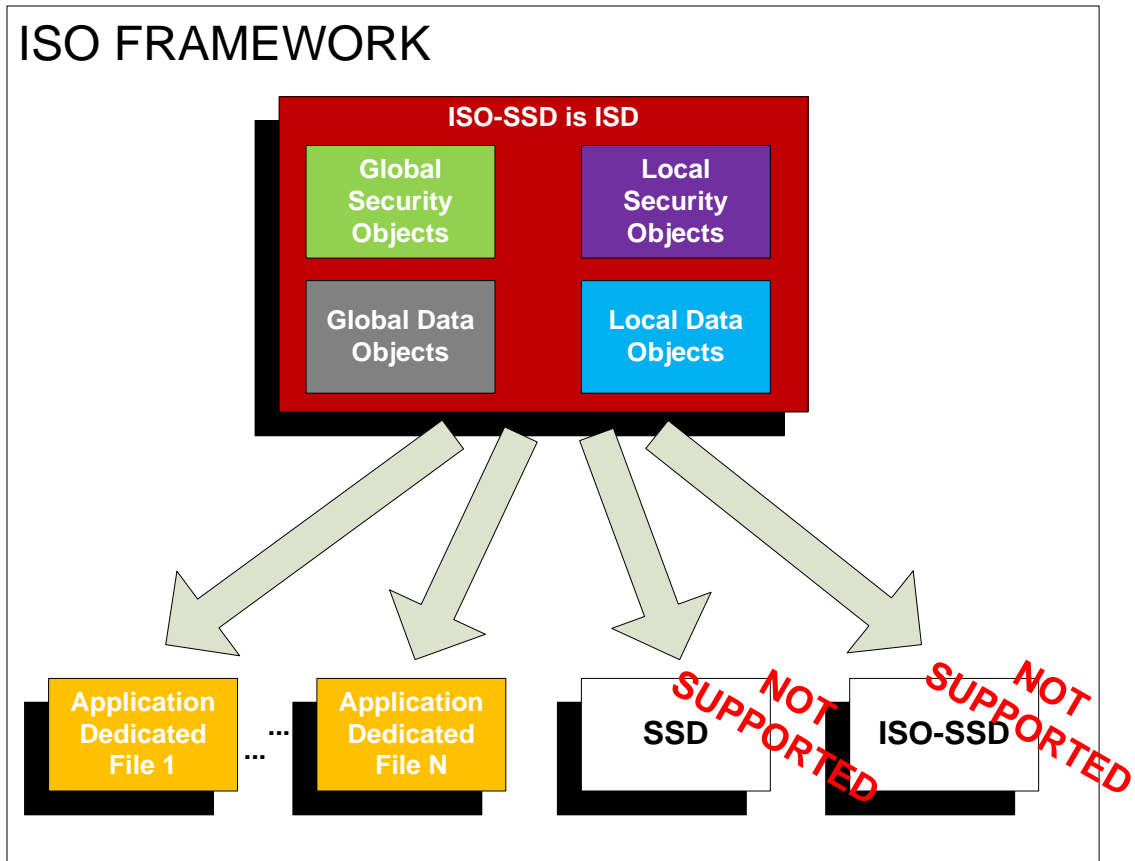 ISO FRAMEWORK
ISO-SSD is ISD
Global
Security
Objects
Local
Security
Objects
Global Data
Objects
Local Data
Objects
Application
Dedicated
File 1
...
...
Application
Dedicated
File N
SSD
NOT
SUPPORTED
ISO-SSD
NOT
SUPPORTED